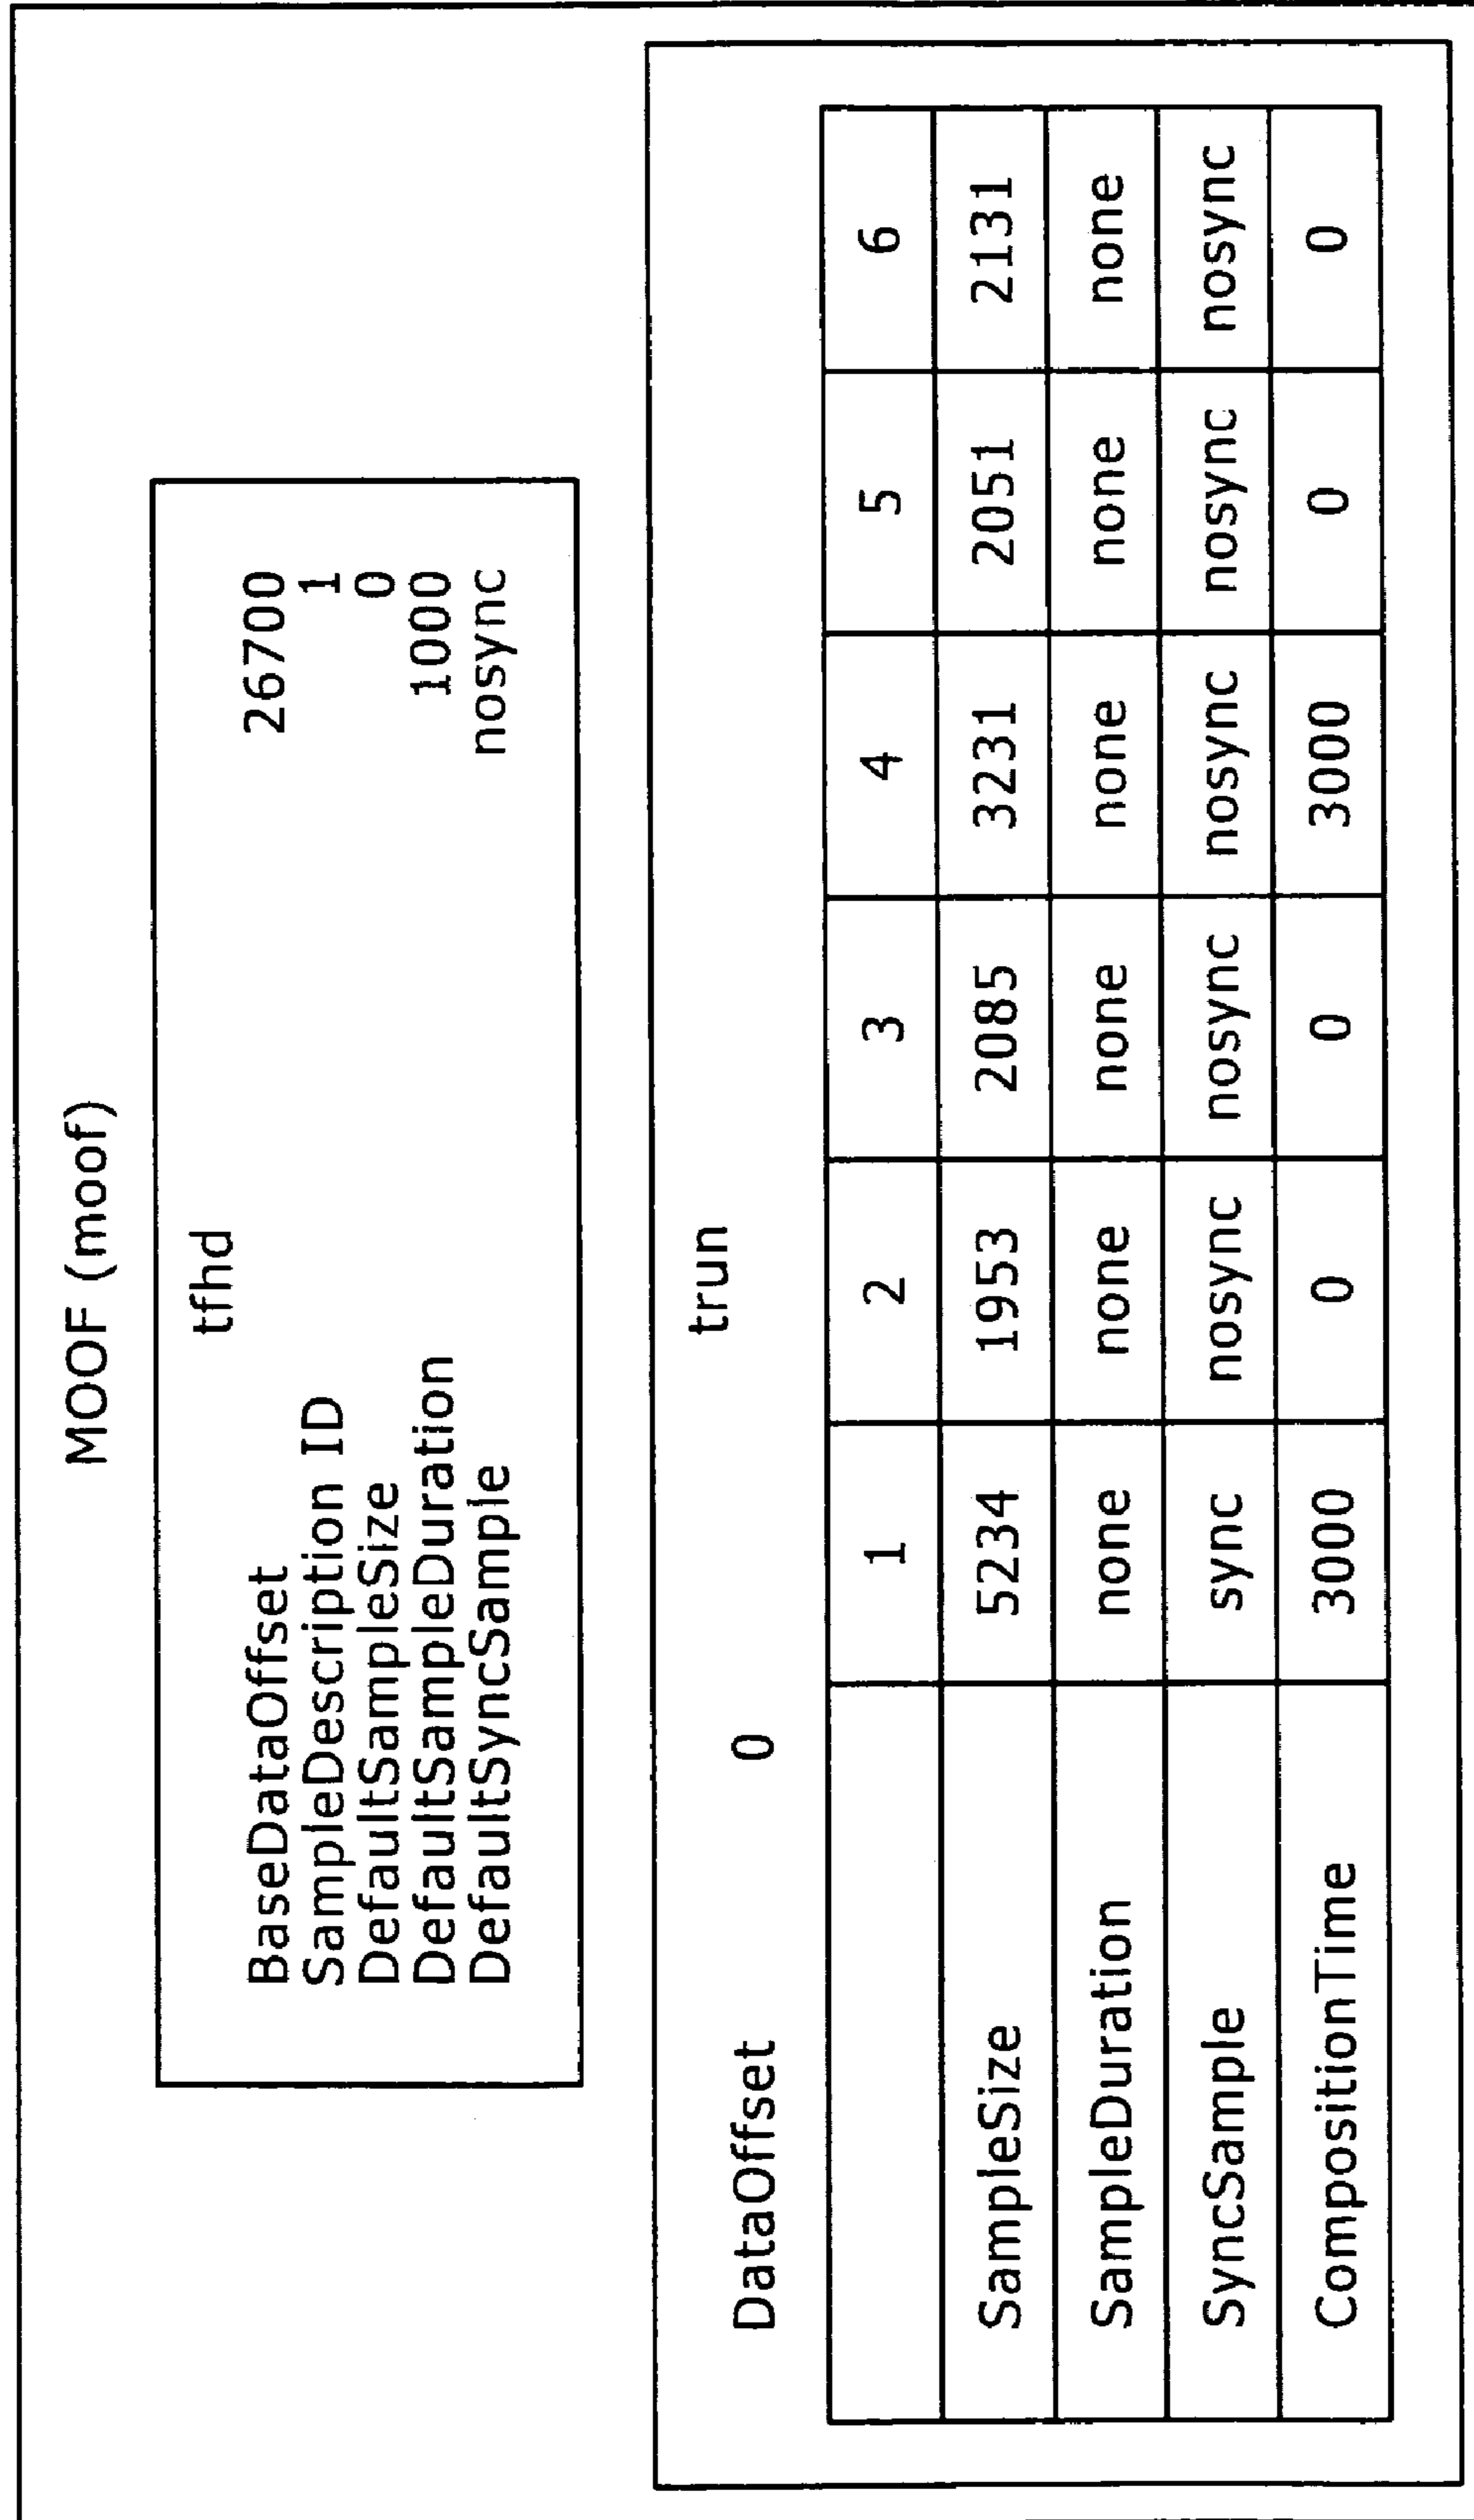 MOOF (moof)
tfhd
BaseDataOffset 26700
SampleDescription ID 1
DefaultSampleSize 0
DefaultSampleDuration 1000
DefaultSyncSample nosync
trun
DataOffset 0
1 2 3 4 5 6
SampleSize 5234 1953 2085 3231 2051 2131
SampleDuration none none none none none none
SyncSample sync nosync nosync nosync nosync nosync
CompositionTime 3000 0 0 3000 0 0